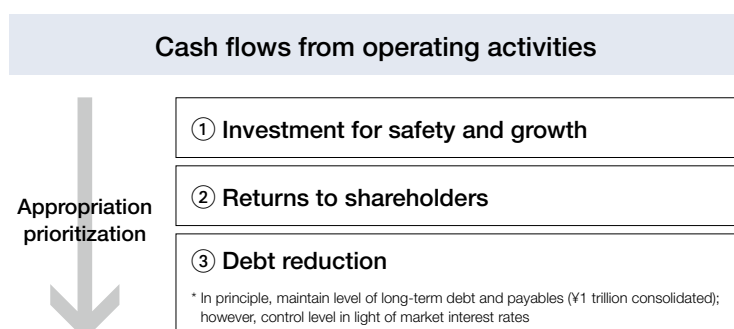 Cash flows from operating activities
Appropriation
prioritization
① Investment for safety and growth
② Returns to shareholders
③ Debt reduction
* In principle, maintain level of long-term debt and payables (¥1 trillion consolidated);
however, control level in light of market interest rates